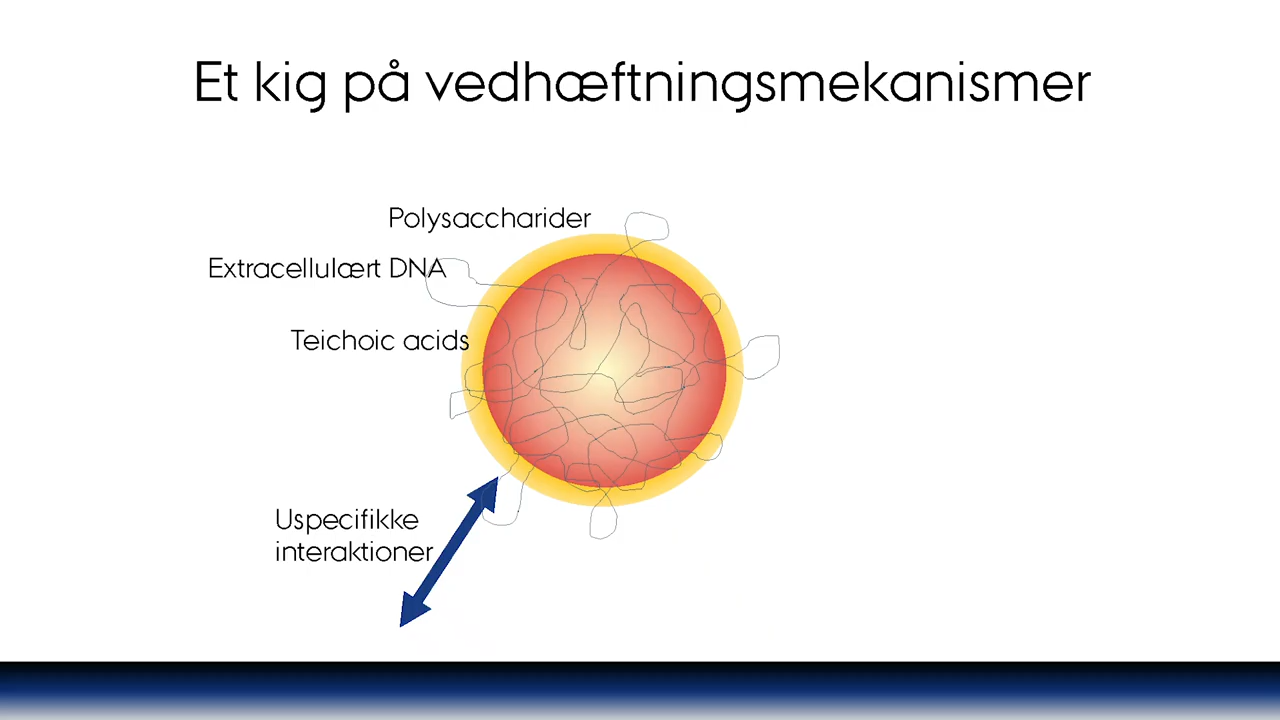 Et kig på vedhæftningsmekanismer
Polysaccharider
Extracellulært DNA
Teichoic acids
Uspecifikke
interaktioner